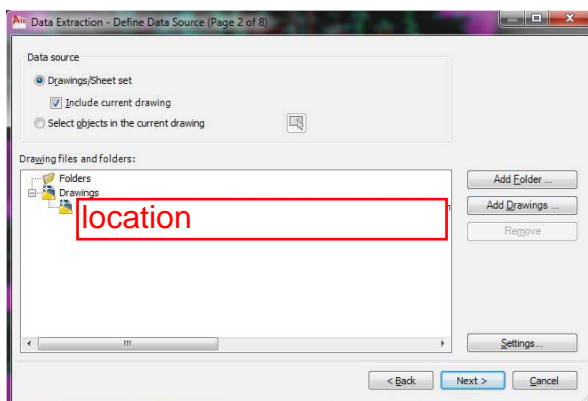 Data Extraction - Define Data Source (Page 2 of 8)
Data source
Drawings/Sheet set
Include current drawing
Select objects in the current drawing
Drawing files and folders:
Folders
Drawings
location
Add Folder ...
Add Drawings ...
Remove
Settings...
< Back
Next >
Cancel